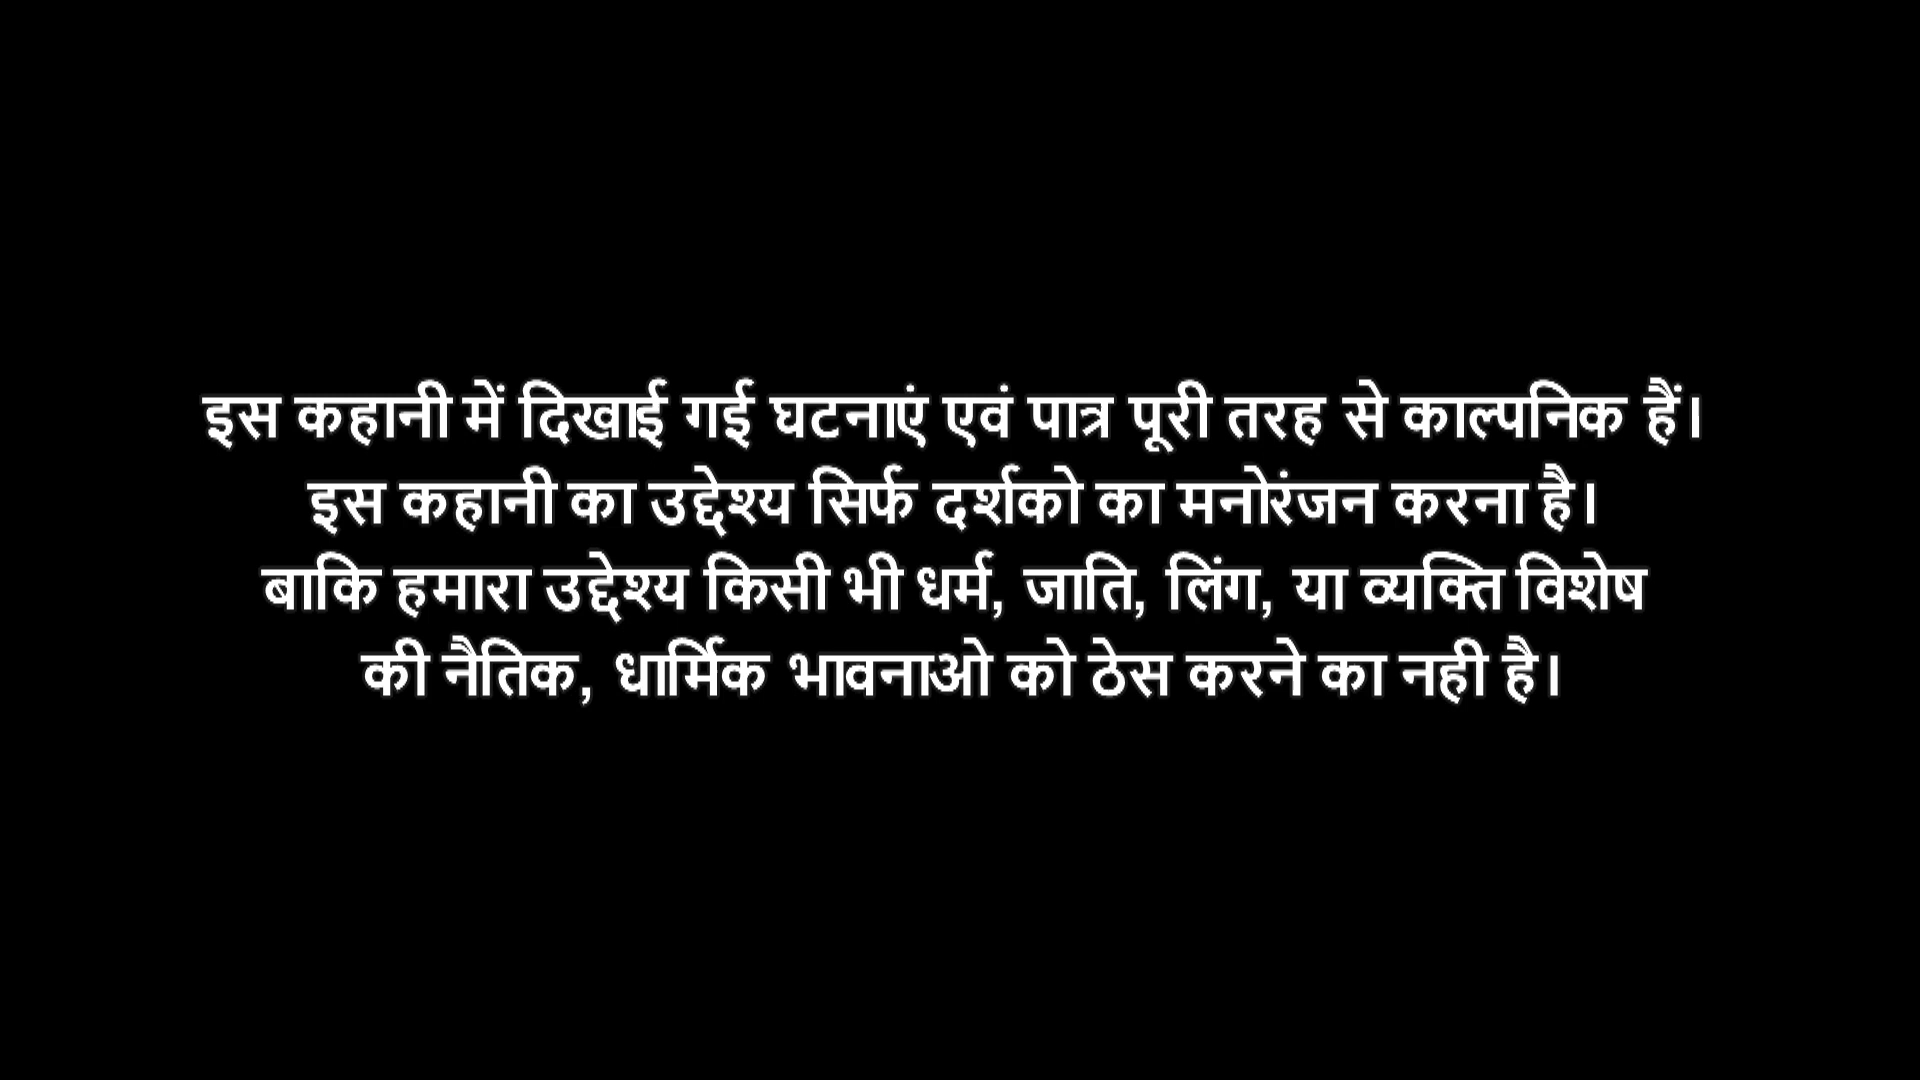 इस कहानी में दिखाई गई घटनाएं एवं पात्र पूरी तरह से काल्पनिक हैं।
इस कहानी का उद्देश्य सिर्फ दर्शको का मनोरंजन करना है।
बाकि हमारा उद्देश्य किसी भी धर्म, जाति, लिंग, या व्यक्ति विशेष
की नैतिक, धार्मिक भावनाओ को ठेस करने का नही है।